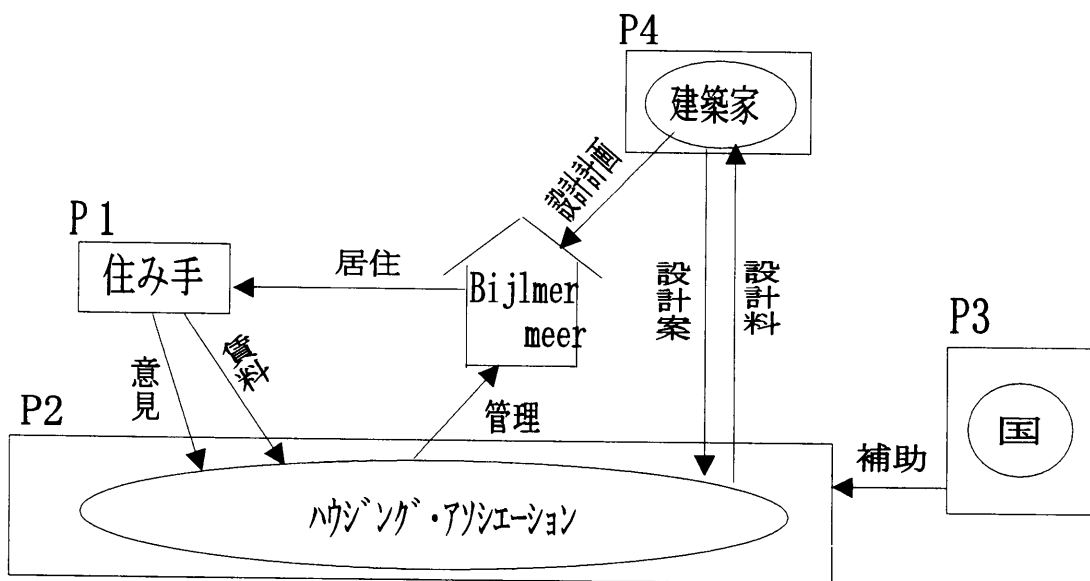 P4
建築家
設計計画
P1
住み手
居住
Bijlmer
meer
設計案
設計料
P3
国
意見
賃料
管理
P2
補助
ハウジング・アソシエーション